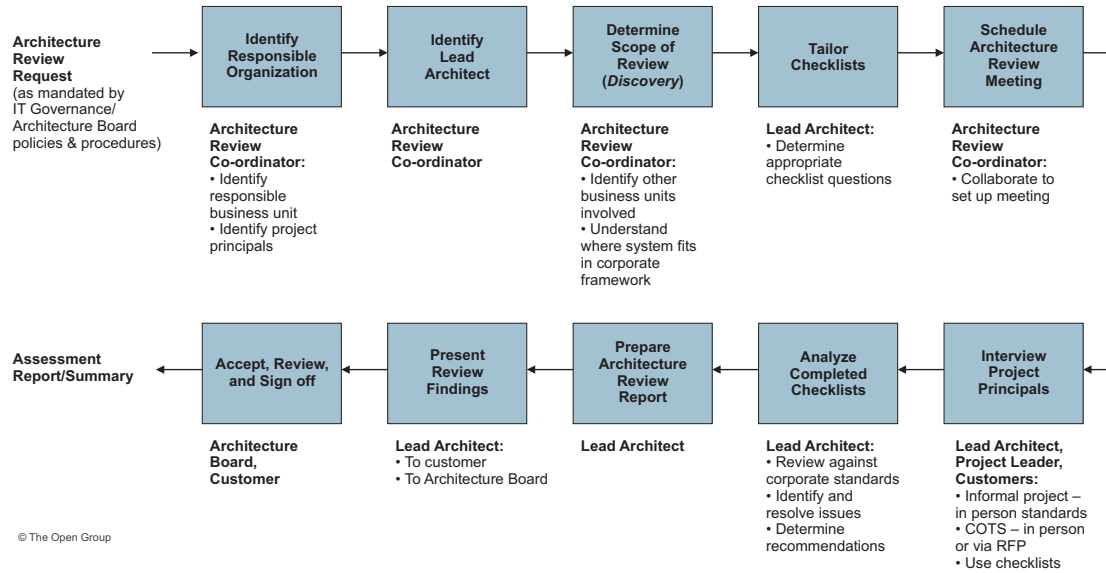 Architecture
Review
Request
(as mandated by
IT Governance/
Architecture Board
policies & procedures)
Identify
Responsible
Organization
Architecture
Review
Co-ordinator:
• Identify
responsible
business unit
• Identify project
principals
Identify
Lead
Architect
Architecture
Review
Co-ordinator
Determine
Scope of
Review
(Discovery)
Architecture
Review
Co-ordinator:
• Identify other
business units
involved
• Understand
where system fits
in corporate
framework
Tailor
Checklists
Lead Architect:
• Determine
appropriate
checklist questions
Schedule
Architecture
Review
Meeting
Architecture
Review
Co-ordinator:
• Collaborate to
set up meeting
Interview
Project
Principals
Lead Architect,
Project Leader,
Customers:
• Informal project –
in person standards
• COTS – in person
or via RFP
• Use checklists
Analyze
Completed
Checklists
Lead Architect:
• Review against
corporate standards
• Identify and
resolve issues
• Determine
recommendations
Prepare
Architecture
Review
Report
Lead Architect
Present
Review
Findings
Lead Architect:
• To customer
• To Architecture Board
Accept, Review,
and Sign off
Architecture
Board,
Customer
Assessment
Report/Summary
© The Open Group